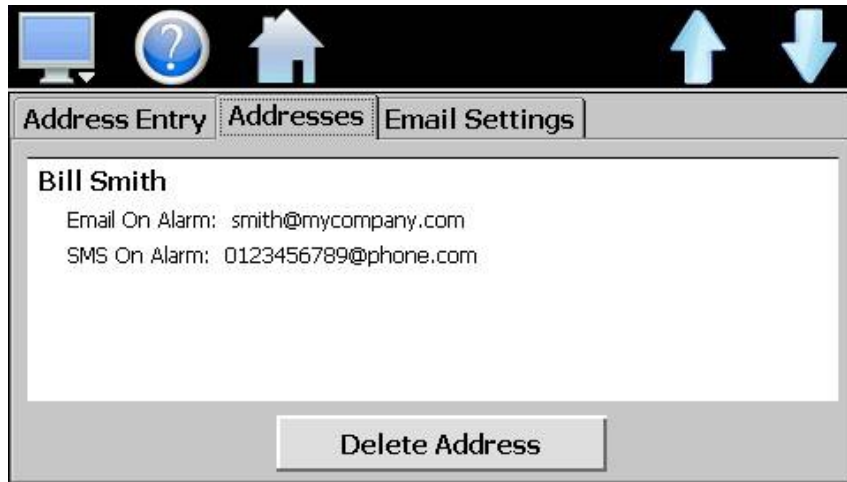 ?
Address Entry Addresses Email Settings
Bill Smith
Email On Alarm: smith@mycompany.com
SMS On Alarm: 0123456789@phone.com
Delete Address